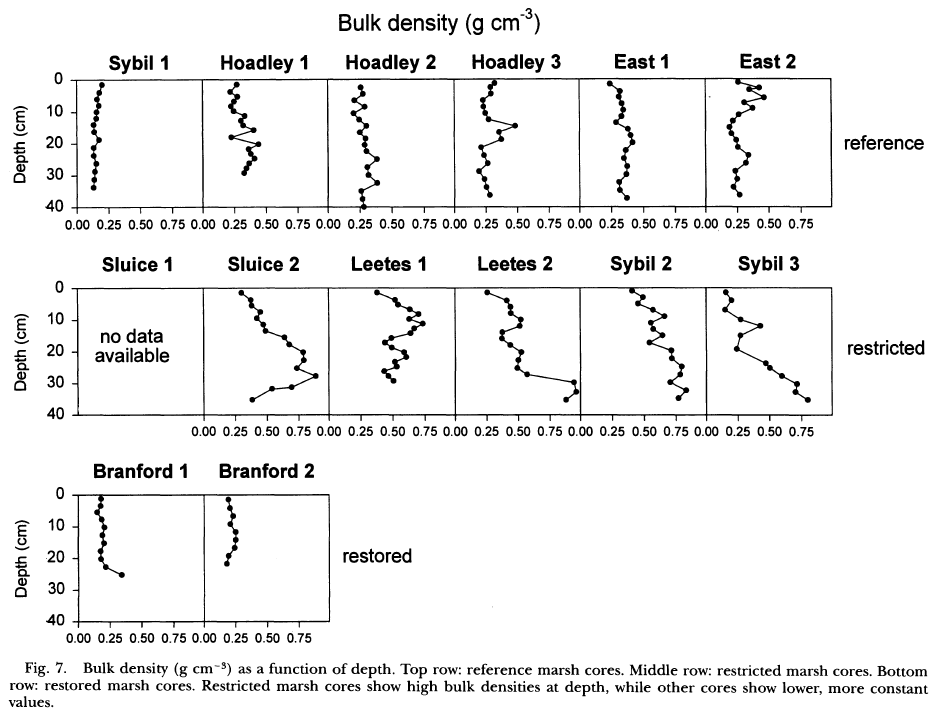 Bulk density (g cm⁻³)
Sybil 1 Hoadley 1 Hoadley 2 Hoadley 3 East 1 East 2
Depth (cm)
0
10
20
30
40
reference
0.00 0.25 0.50 0.75 0.00 0.25 0.50 0.75 0.00 0.25 0.50 0.75 0.00 0.25 0.50 0.75 0.00 0.25 0.50 0.75 0.00 0.25 0.50 0.75
Sluice 1 Sluice 2 Leetes 1 Leetes 2 Sybil 2 Sybil 3
Depth (cm)
0
10
20
30
40
no data
available
restricted
0.00 0.25 0.50 0.75 0.00 0.25 0.50 0.75 0.00 0.25 0.50 0.75 0.00 0.25 0.50 0.75 0.00 0.25 0.50 0.75
Branford 1 Branford 2
Depth (cm)
0
10
20
30
40
restored
0.00 0.25 0.50 0.75 0.00 0.25 0.50 0.75
Fig. 7. Bulk density (g cm⁻³) as a function of depth. Top row: reference marsh cores. Middle row: restricted marsh cores. Bottom
row: restored marsh cores. Restricted marsh cores show high bulk densities at depth, while other cores show lower, more constant
values.